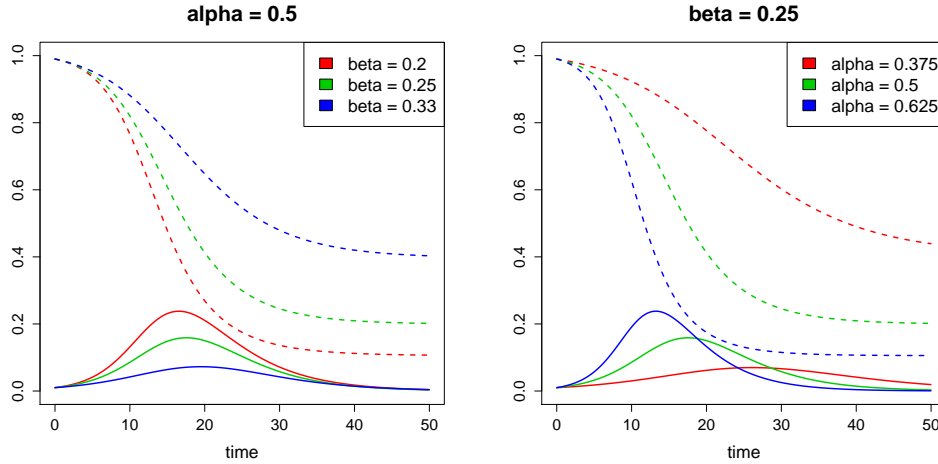 alpha = 0.5
beta = 0.2
beta = 0.25
beta = 0.33
1.0
0.8
0.6
0.4
0.2
0.0
0 10 20 30 40 50
time
beta = 0.25
alpha = 0.375
alpha = 0.5
alpha = 0.625
1.0
0.8
0.6
0.4
0.2
0.0
0 10 20 30 40 50
time